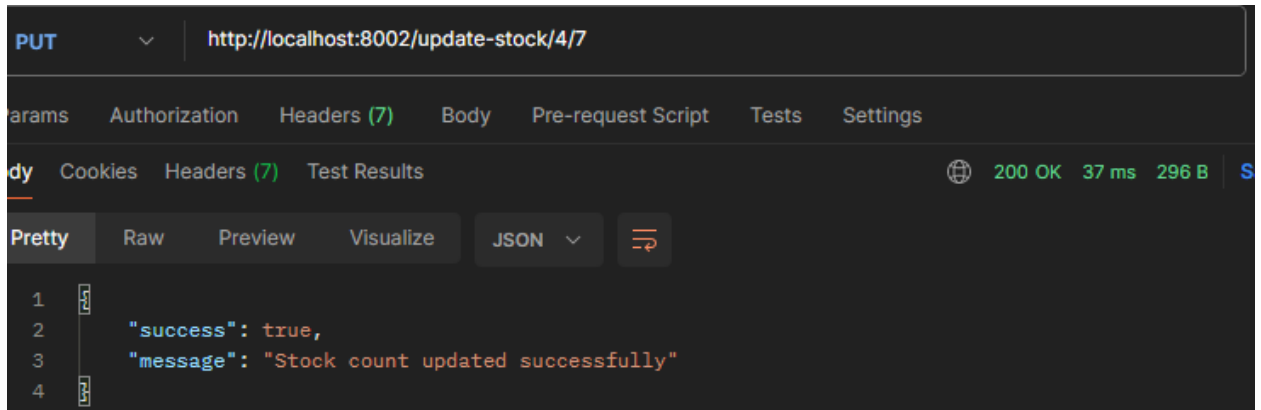 PUT http://localhost:8002/update-stock/4/7
arams Authorization Headers (7) Body Pre-request Script Tests Settings
dy Cookies Headers (7) Test Results 200 OK 37 ms 296 B S
Pretty Raw Preview Visualize JSON
1 {
2 "success": true,
3 "message": "Stock count updated successfully"
4 }